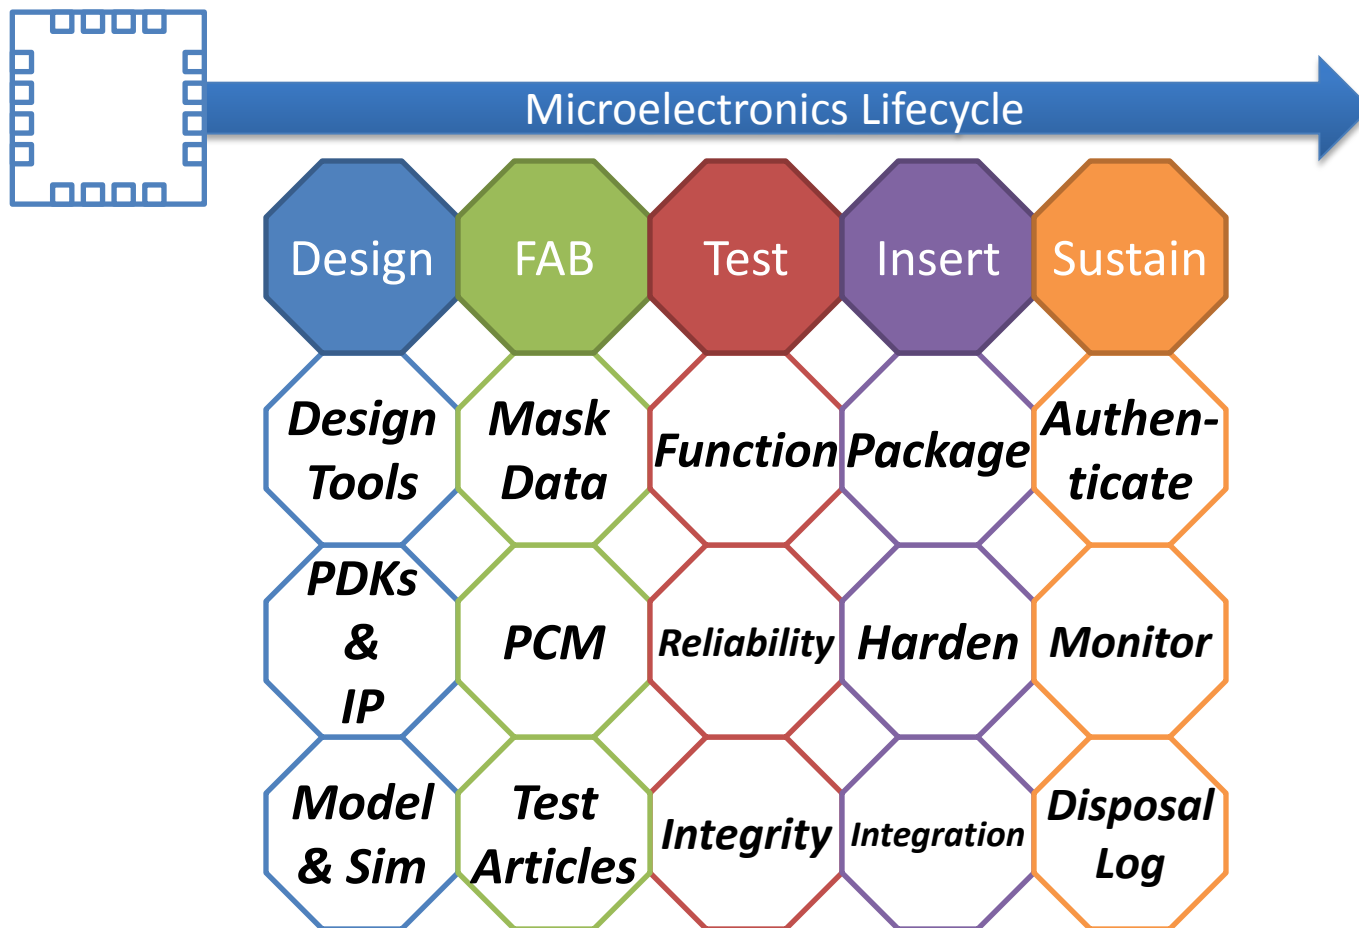 Microelectronics Lifecycle
Design
FAB
Test
Insert
Sustain
Design
Tools
Mask
Data
Function
Package
Authen-
ticate
PDKs
&
IP
PCM
Reliability
Harden
Monitor
Model
& Sim
Test
Articles
Integrity
Integration
Disposal
Log